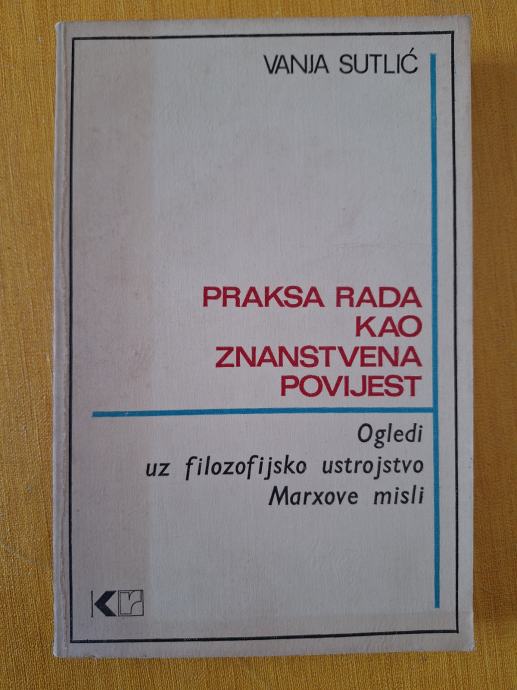 VANJA SUTLIĆ
PRAKSA RADA
KAO
ZNANSTVENA
POVIJEST
Ogledi
uz filozofijsko ustrojstvo
Marxove misli